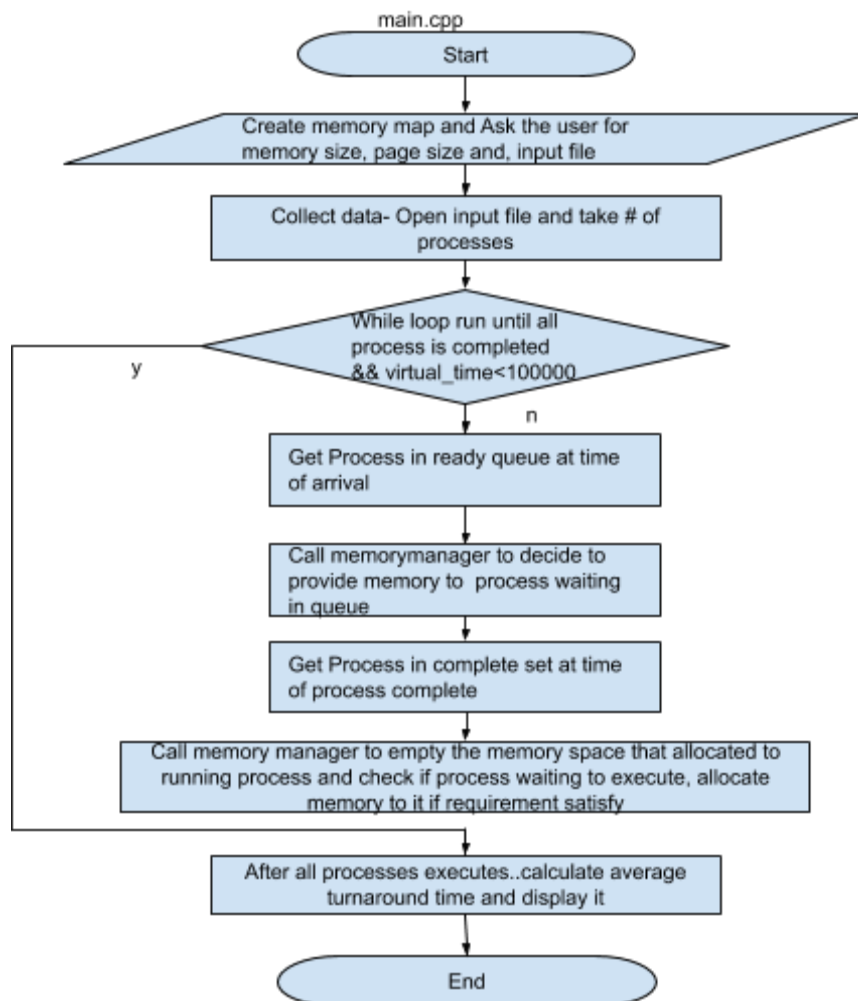 main.cpp
Start
Create memory map and Ask the user for
memory size, page size and, input file
Collect data- Open input file and take # of
processes
While loop run until all
process is completed
&& virtual_time<100000
y
n
Get Process in ready queue at time
of arrival
Call memorymanager to decide to
provide memory to process waiting
in queue
Get Process in complete set at time
of process complete
Call memory manager to empty the memory space that allocated to
running process and check if process waiting to execute, allocate
memory to it if requirement satisfy
After all processes executes..calculate average
turnaround time and display it
End